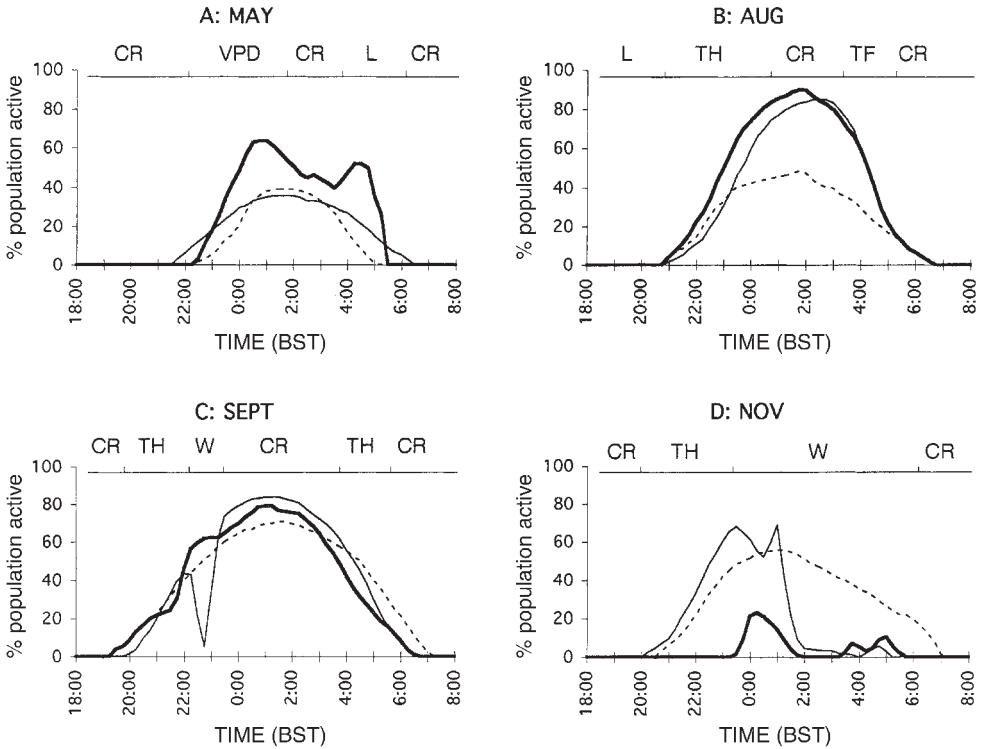 A: MAY
CR VPD CR L CR
100
80
60
40
20
0
% population active
18:00 20:00 22:00 0:00 2:00 4:00 6:00 8:00
TIME (BST)
B: AUG
L TH CR TF CR
100
80
60
40
20
0
% population active
18:00 20:00 22:00 0:00 2:00 4:00 6:00 8:00
TIME (BST)
C: SEPT
CR TH W CR TH CR
100
80
60
40
20
0
% population active
18:00 20:00 22:00 0:00 2:00 4:00 6:00 8:00
TIME (BST)
D: NOV
CR TH W CR
100
80
60
40
20
0
% population active
18:00 20:00 22:00 0:00 2:00 4:00 6:00 8:00
TIME (BST)